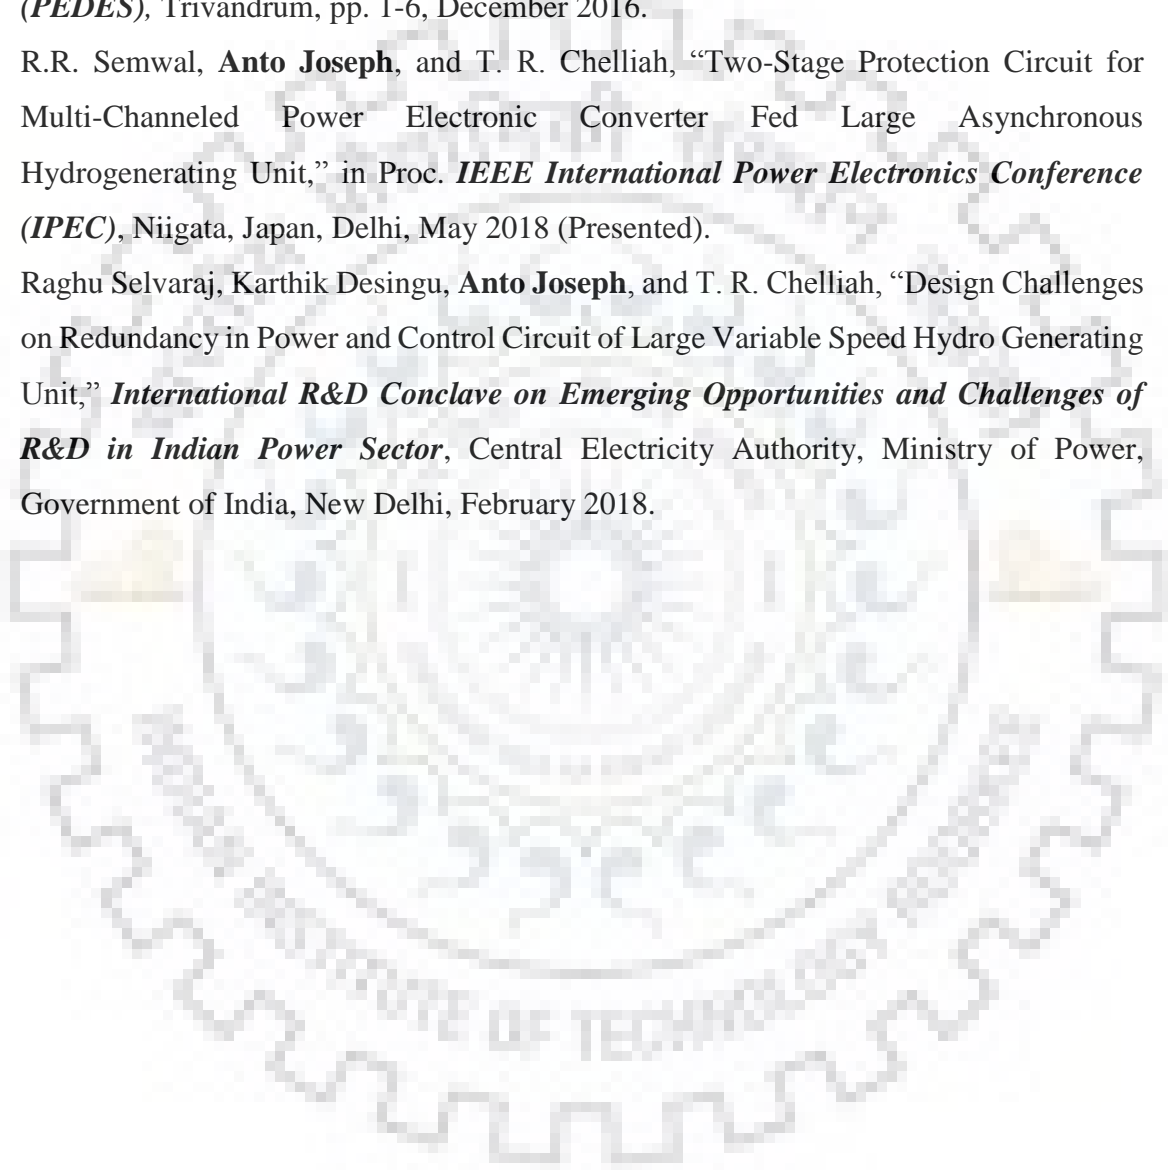 (PEDES), Trivandrum, pp. 1-6, December 2016.
R.R. Semwal, Anto Joseph, and T. R. Chelliah, “Two-Stage Protection Circuit for
Multi-Channeled Power Electronic Converter Fed Large Asynchronous
Hydrogenerating Unit,” in Proc. IEEE International Power Electronics Conference
(IPEC), Niigata, Japan, Delhi, May 2018 (Presented).
Raghu Selvaraj, Karthik Desingu, Anto Joseph, and T. R. Chelliah, “Design Challenges
on Redundancy in Power and Control Circuit of Large Variable Speed Hydro Generating
Unit,” International R&D Conclave on Emerging Opportunities and Challenges of
R&D in Indian Power Sector, Central Electricity Authority, Ministry of Power,
Government of India, New Delhi, February 2018.
OF TECHNOLOGY